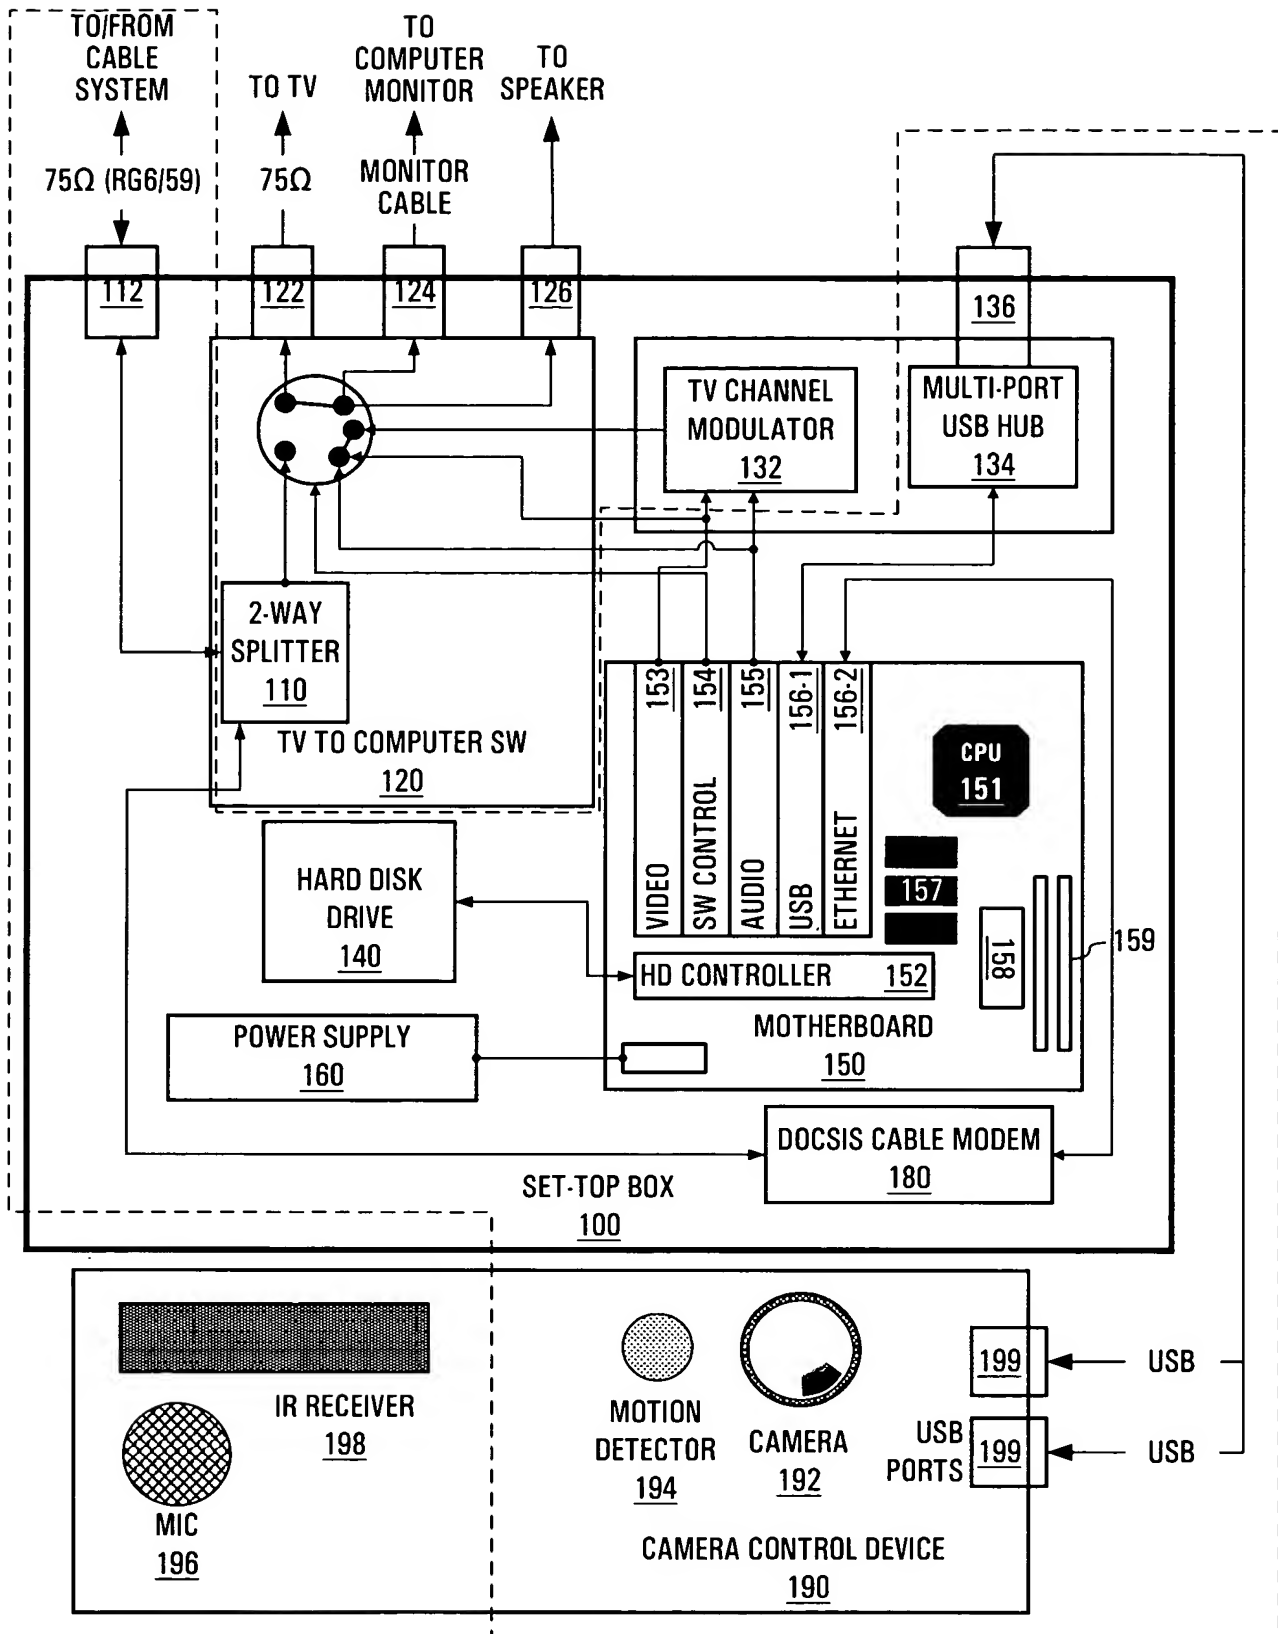 TO/FROM
CABLE
SYSTEM
TO TV
TO
COMPUTER
MONITOR
TO
SPEAKER
75Ω (RG6/59)
75Ω
MONITOR
CABLE
112
122
124
126
136
TV CHANNEL
MODULATOR
132
MULTI-PORT
USB HUB
134
2-WAY
SPLITTER
110
TV TO COMPUTER SW
120
VIDEO 153
SW CONTROL 154
AUDIO 155
USB 156-1
ETHERNET 156-2
CPU
151
157
158
159
HARD DISK
DRIVE
140
HD CONTROLLER 152
MOTHERBOARD
150
POWER SUPPLY
160
DOCSIS CABLE MODEM
180
SET-TOP BOX
100
IR RECEIVER
198
MIC
196
MOTION
DETECTOR
194
CAMERA
192
199
USB
USB
PORTS
199
USB
CAMERA CONTROL DEVICE
190